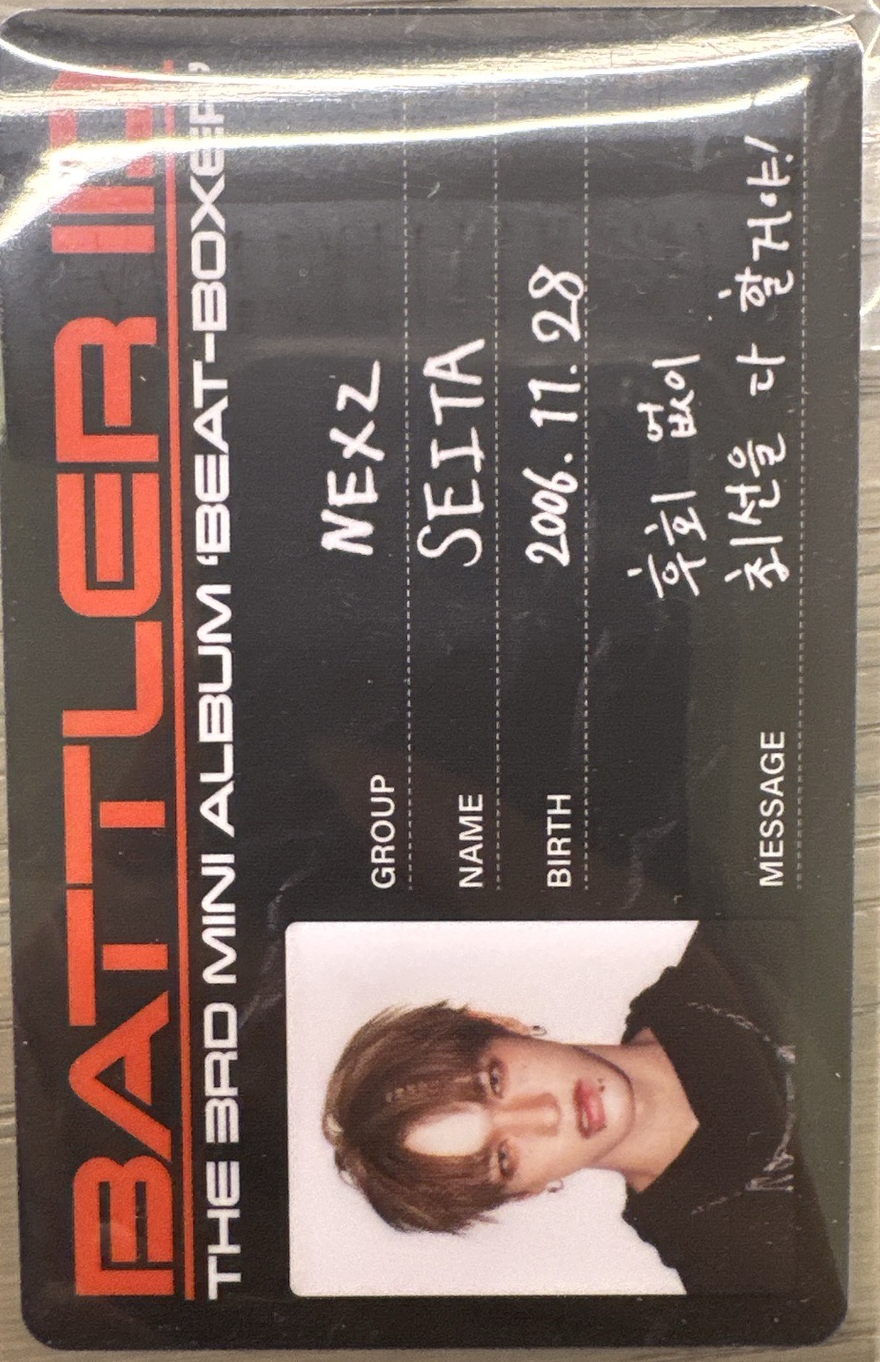 BATTLER ID
THE 3RD MINI ALBUM ‘BEAT-BOXER’
GROUP NEXZ
NAME SEITA
BIRTH 2006. 11. 28
MESSAGE 후회 없이
최선을 다 할거야!